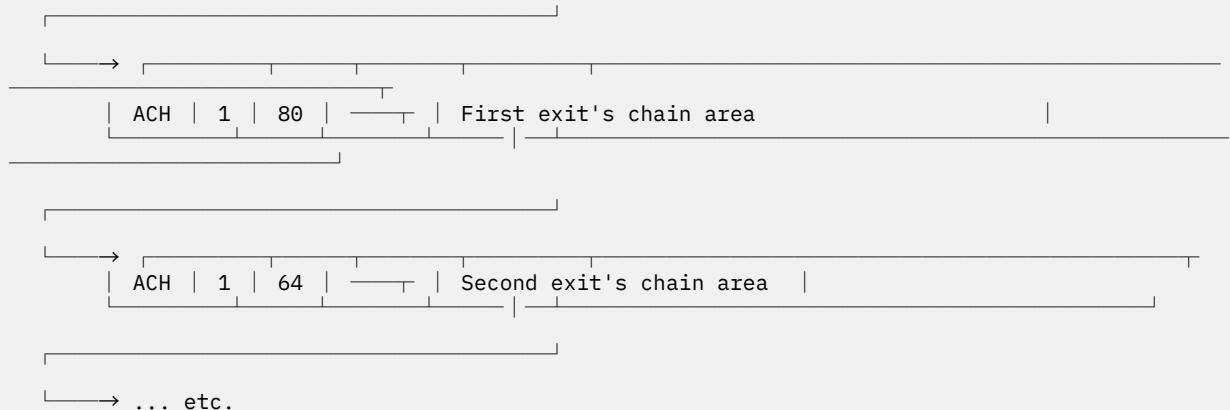 ACH 1 80 First exit's chain area
ACH 1 64 Second exit's chain area
... etc.